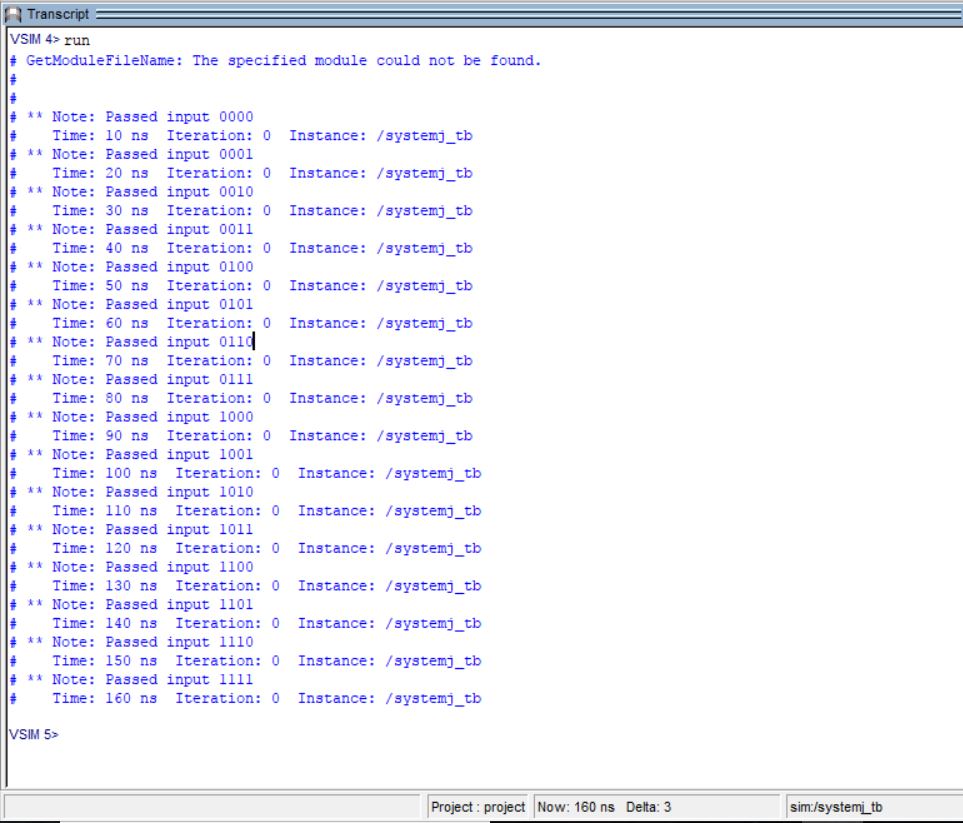 Transcript
VSIM 4> run
# GetModuleFileName: The specified module could not be found.
#
#
# ** Note: Passed input 0000
#    Time: 10 ns  Iteration: 0  Instance: /systemj_tb
# ** Note: Passed input 0001
#    Time: 20 ns  Iteration: 0  Instance: /systemj_tb
# ** Note: Passed input 0010
#    Time: 30 ns  Iteration: 0  Instance: /systemj_tb
# ** Note: Passed input 0011
#    Time: 40 ns  Iteration: 0  Instance: /systemj_tb
# ** Note: Passed input 0100
#    Time: 50 ns  Iteration: 0  Instance: /systemj_tb
# ** Note: Passed input 0101
#    Time: 60 ns  Iteration: 0  Instance: /systemj_tb
# ** Note: Passed input 0110
#    Time: 70 ns  Iteration: 0  Instance: /systemj_tb
# ** Note: Passed input 0111
#    Time: 80 ns  Iteration: 0  Instance: /systemj_tb
# ** Note: Passed input 1000
#    Time: 90 ns  Iteration: 0  Instance: /systemj_tb
# ** Note: Passed input 1001
#    Time: 100 ns  Iteration: 0  Instance: /systemj_tb
# ** Note: Passed input 1010
#    Time: 110 ns  Iteration: 0  Instance: /systemj_tb
# ** Note: Passed input 1011
#    Time: 120 ns  Iteration: 0  Instance: /systemj_tb
# ** Note: Passed input 1100
#    Time: 130 ns  Iteration: 0  Instance: /systemj_tb
# ** Note: Passed input 1101
#    Time: 140 ns  Iteration: 0  Instance: /systemj_tb
# ** Note: Passed input 1110
#    Time: 150 ns  Iteration: 0  Instance: /systemj_tb
# ** Note: Passed input 1111
#    Time: 160 ns  Iteration: 0  Instance: /systemj_tb
VSIM 5>
Project : project  Now: 160 ns  Delta: 3  sim:/systemj_tb